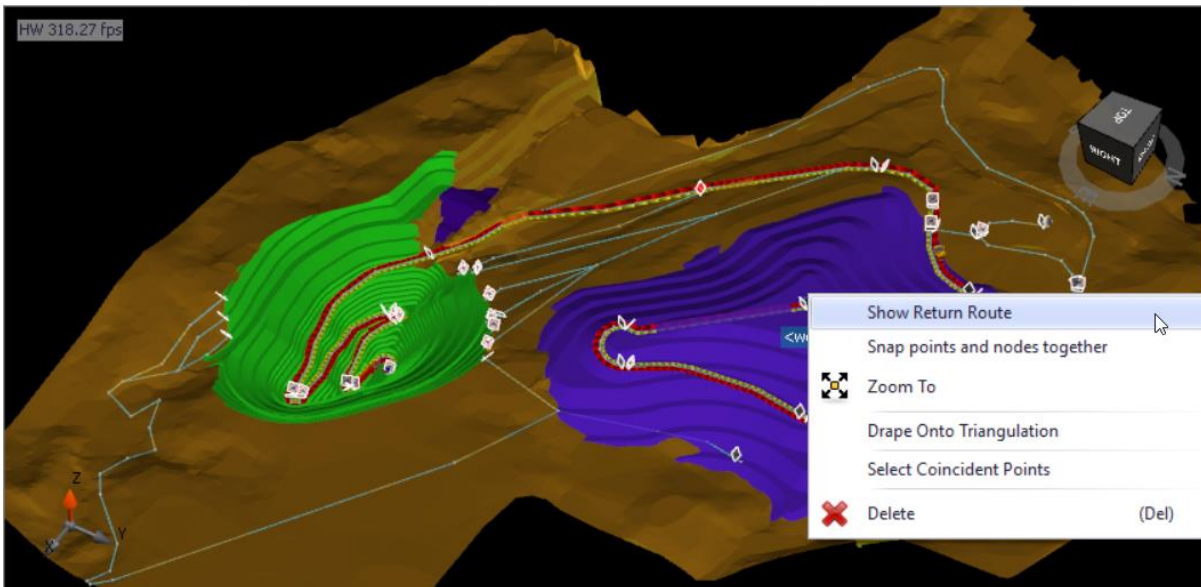 HW 318.27 fps
TOP
RIGHT
Show Return Route
<W
Snap points and nodes together
Zoom To
Drape Onto Triangulation
Select Coincident Points
Delete (Del)
Z
Y
X